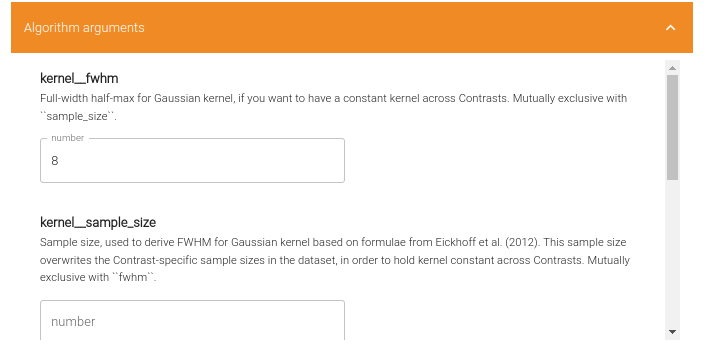 Algorithm arguments
kernel__fwhm
Full-width half-max for Gaussian kernel, if you want to have a constant kernel across Contrasts. Mutually exclusive with
``sample_size``.
number
8
kernel__sample_size
Sample size, used to derive FWHM for Gaussian kernel based on formulae from Eickhoff et al. (2012). This sample size
overwrites the Contrast-specific sample sizes in the dataset, in order to hold kernel constant across Contrasts. Mutually
exclusive with ``fwhm``.
number